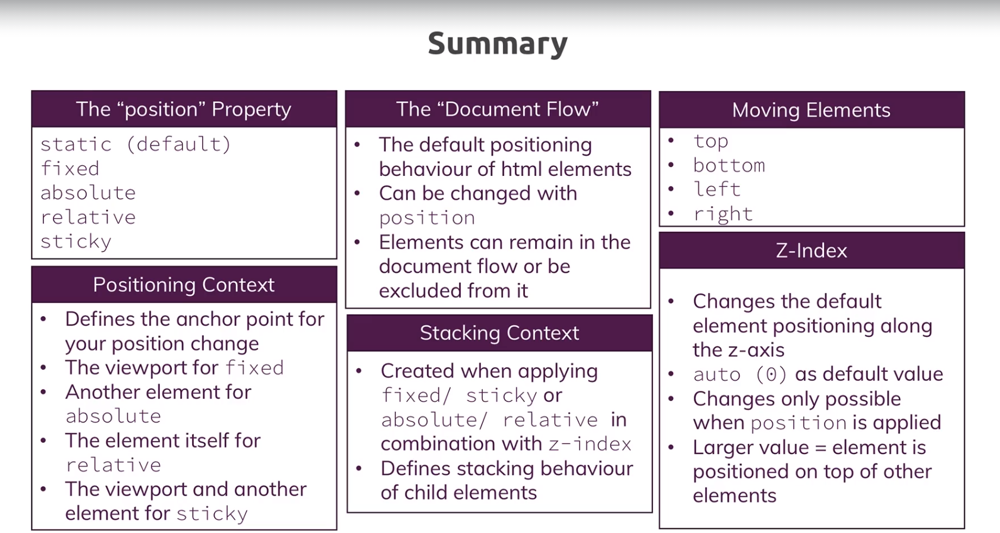 Summary
The “position” Property
static (default)
fixed
absolute
relative
sticky
Positioning Context
• Defines the anchor point for
your position change
• The viewport for fixed
• Another element for
absolute
• The element itself for
relative
• The viewport and another
element for sticky
The “Document Flow”
• The default positioning
behaviour of html elements
• Can be changed with
position
• Elements can remain in the
document flow or be
excluded from it
Stacking Context
• Created when applying
fixed/ sticky or
absolute/ relative in
combination with z-index
• Defines stacking behaviour
of child elements
Moving Elements
• top
• bottom
• left
• right
Z-Index
• Changes the default
element positioning along
the z-axis
• auto (0) as default value
• Changes only possible
when position is applied
• Larger value = element is
positioned on top of other
elements